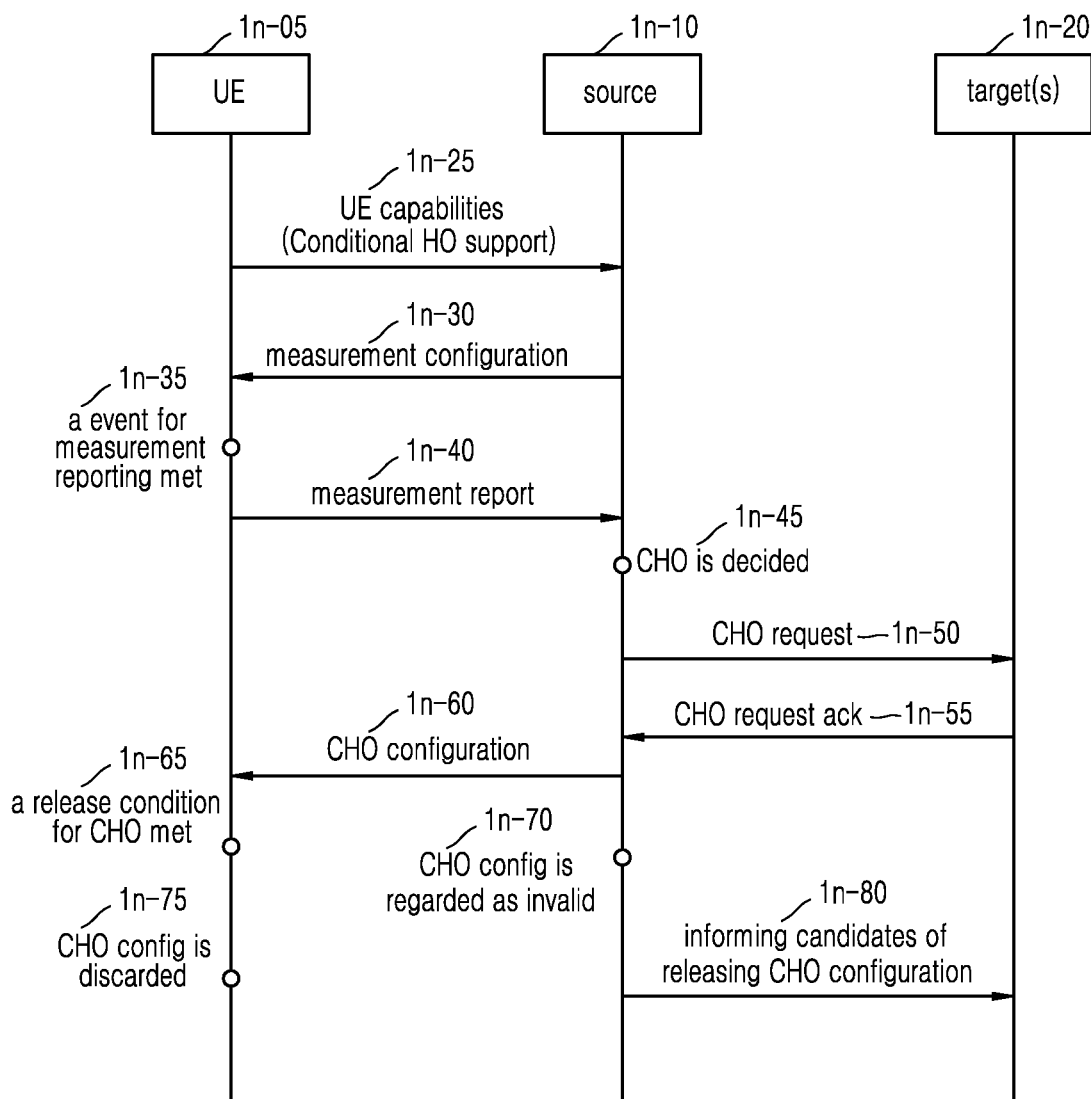 1n-05
1n-10
1n-20
UE
source
target(s)
1n-25
UE capabilities
(Conditional HO support)
1n-30
measurement configuration
1n-35
a event for
measurement
reporting met
1n-40
measurement report
1n-45
CHO is decided
CHO request 1n-50
CHO request ack 1n-55
1n-60
CHO configuration
1n-65
a release condition
for CHO met
1n-70
CHO config is
regarded as invalid
1n-75
CHO config is
discarded
1n-80
informing candidates of
releasing CHO configuration